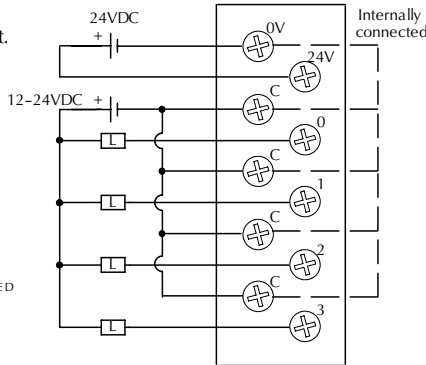 24VDC
+
t.
Internally
connected
0V
24V
12–24VDC +
C
0
L
C
1
L
C
2
L
C
ED
3
L